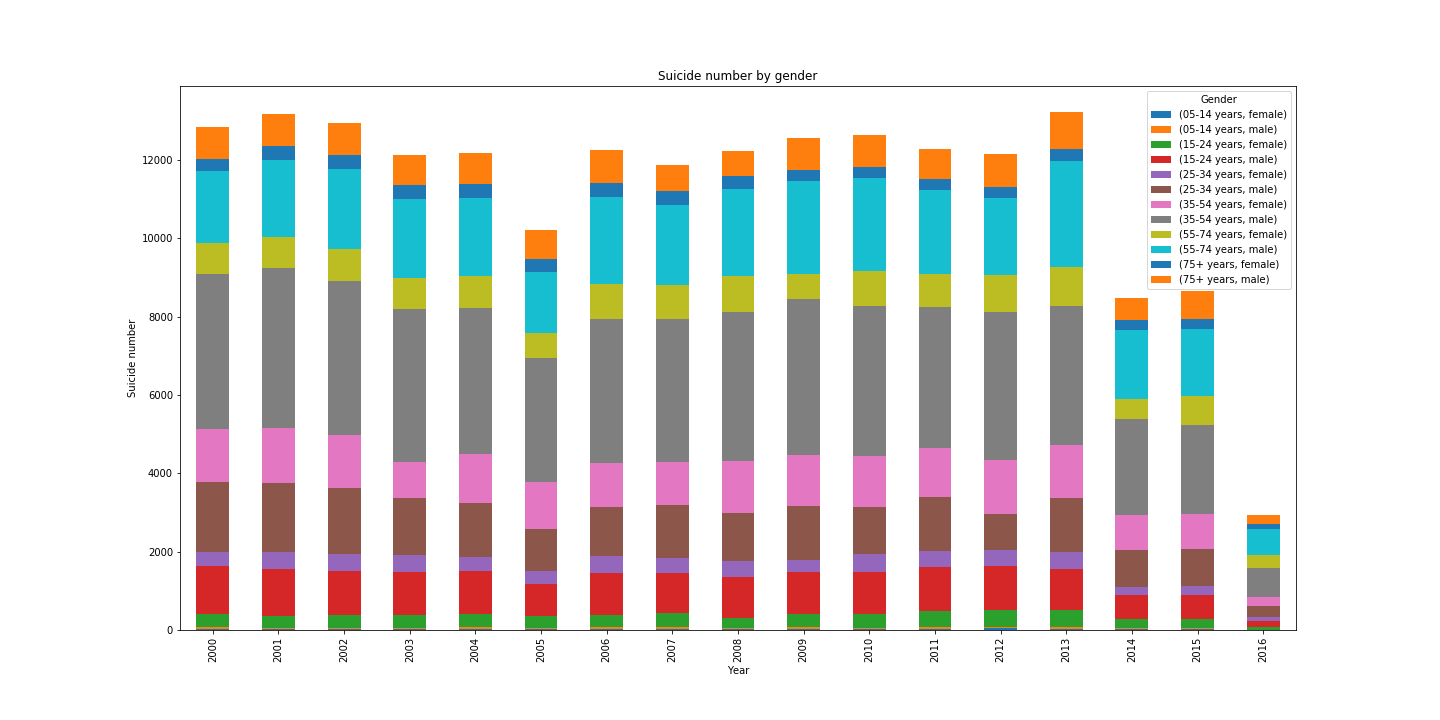 Suicide number by gender
Gender
(05-14 years, female)
(05-14 years, male)
(15-24 years, female)
(15-24 years, male)
(25-34 years, female)
(25-34 years, male)
(35-54 years, female)
(35-54 years, male)
(55-74 years, female)
(55-74 years, male)
(75+ years, female)
(75+ years, male)
Suicide number
12000
10000
8000
6000
4000
2000
0
2000 2001 2002 2003 2004 2005 2006 2007 2008 2009 2010 2011 2012 2013 2014 2015 2016
Year